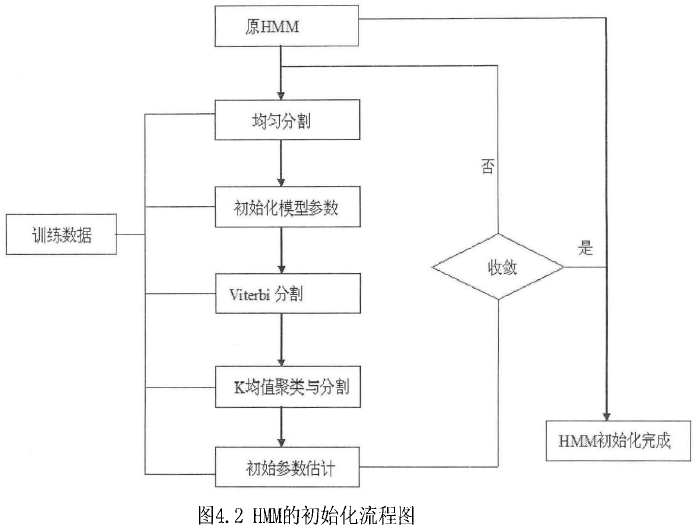 原HMM
均匀分割
否
初始化模型参数
训练数据
是
收敛
Viterbi 分割
K均值聚类与分割
HMM初始化完成
初始参数估计
图4.2 HMM的初始化流程图